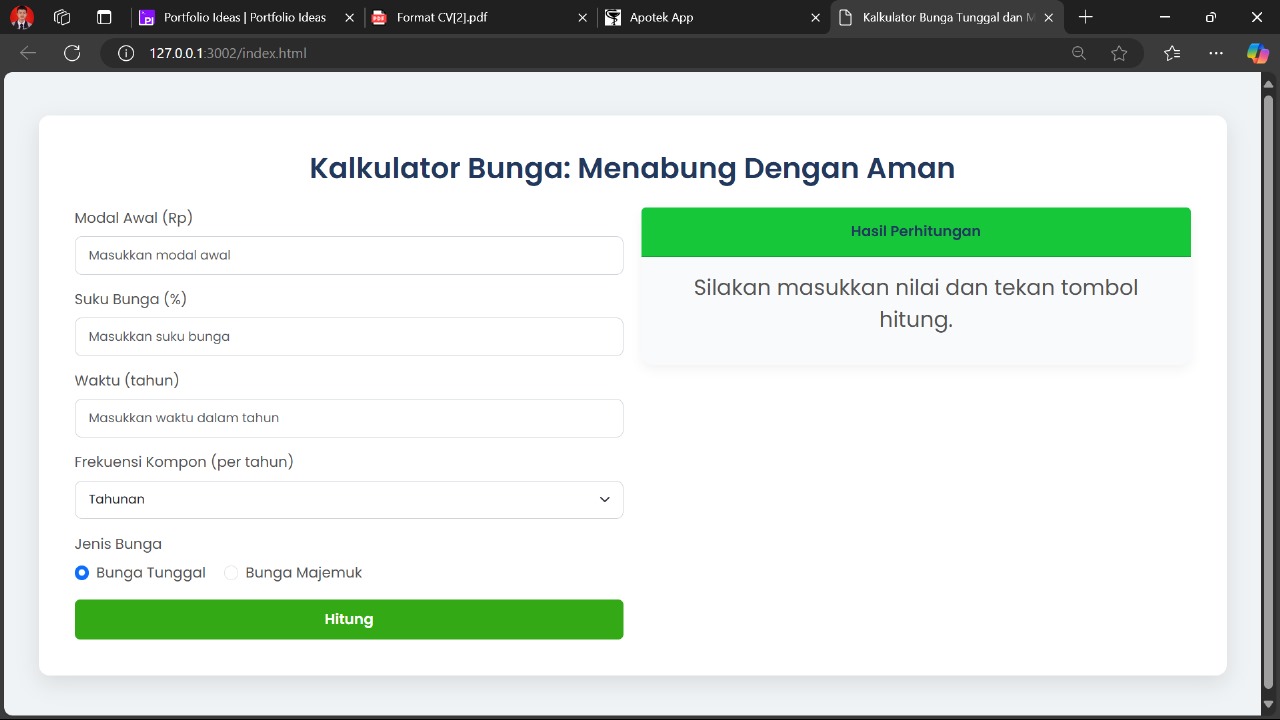 Portfolio Ideas | Portfolio Ideas
Format CV[2].pdf
Apotek App
Kalkulator Bunga Tunggal dan M
127.0.0.1:3002/index.html
Kalkulator Bunga: Menabung Dengan Aman
Modal Awal (Rp)
Masukkan modal awal
Suku Bunga (%)
Masukkan suku bunga
Waktu (tahun)
Masukkan waktu dalam tahun
Frekuensi Kompon (per tahun)
Tahunan
Jenis Bunga
Bunga Tunggal Bunga Majemuk
Hitung
Hasil Perhitungan
Silakan masukkan nilai dan tekan tombol
hitung.